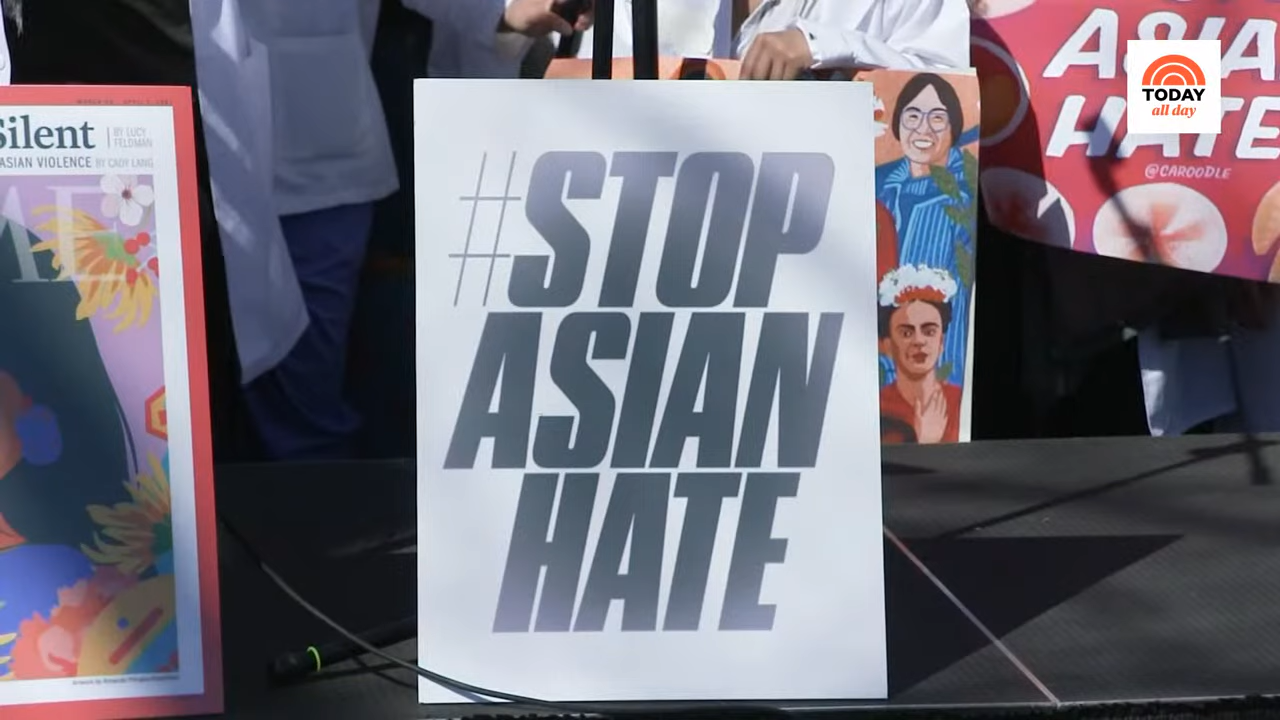 Silent
BY LUCY
FELDMAN
ASIAN VIOLENCE BY CADY LANG
#STOP
ASIAN
HATE
ASIA
HATE
@CAROODLE
TODAY
all day